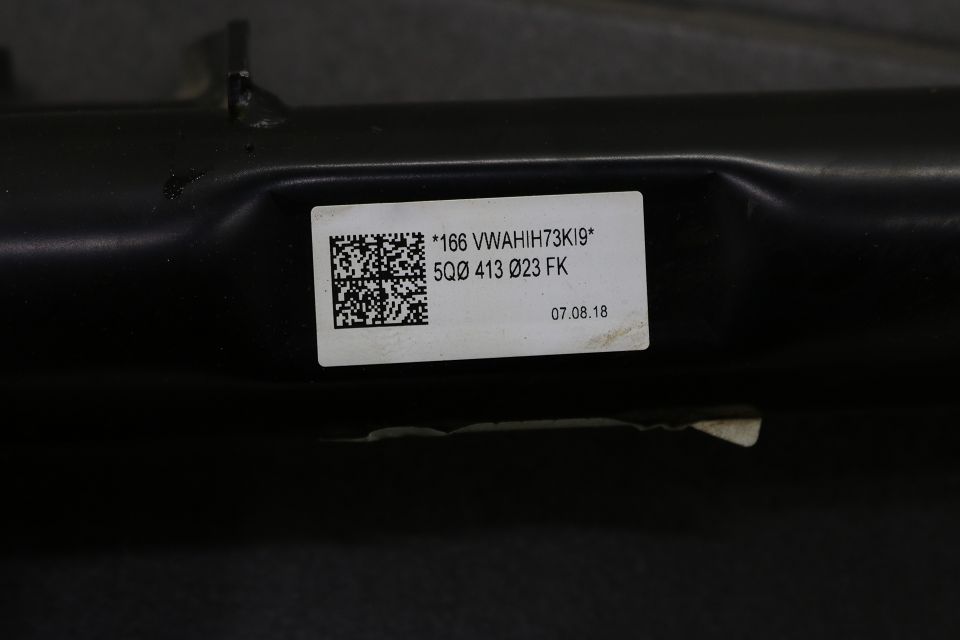 *166 VWAHIH73KI9*
5QØ 413 Ø23 FK
07.08.18